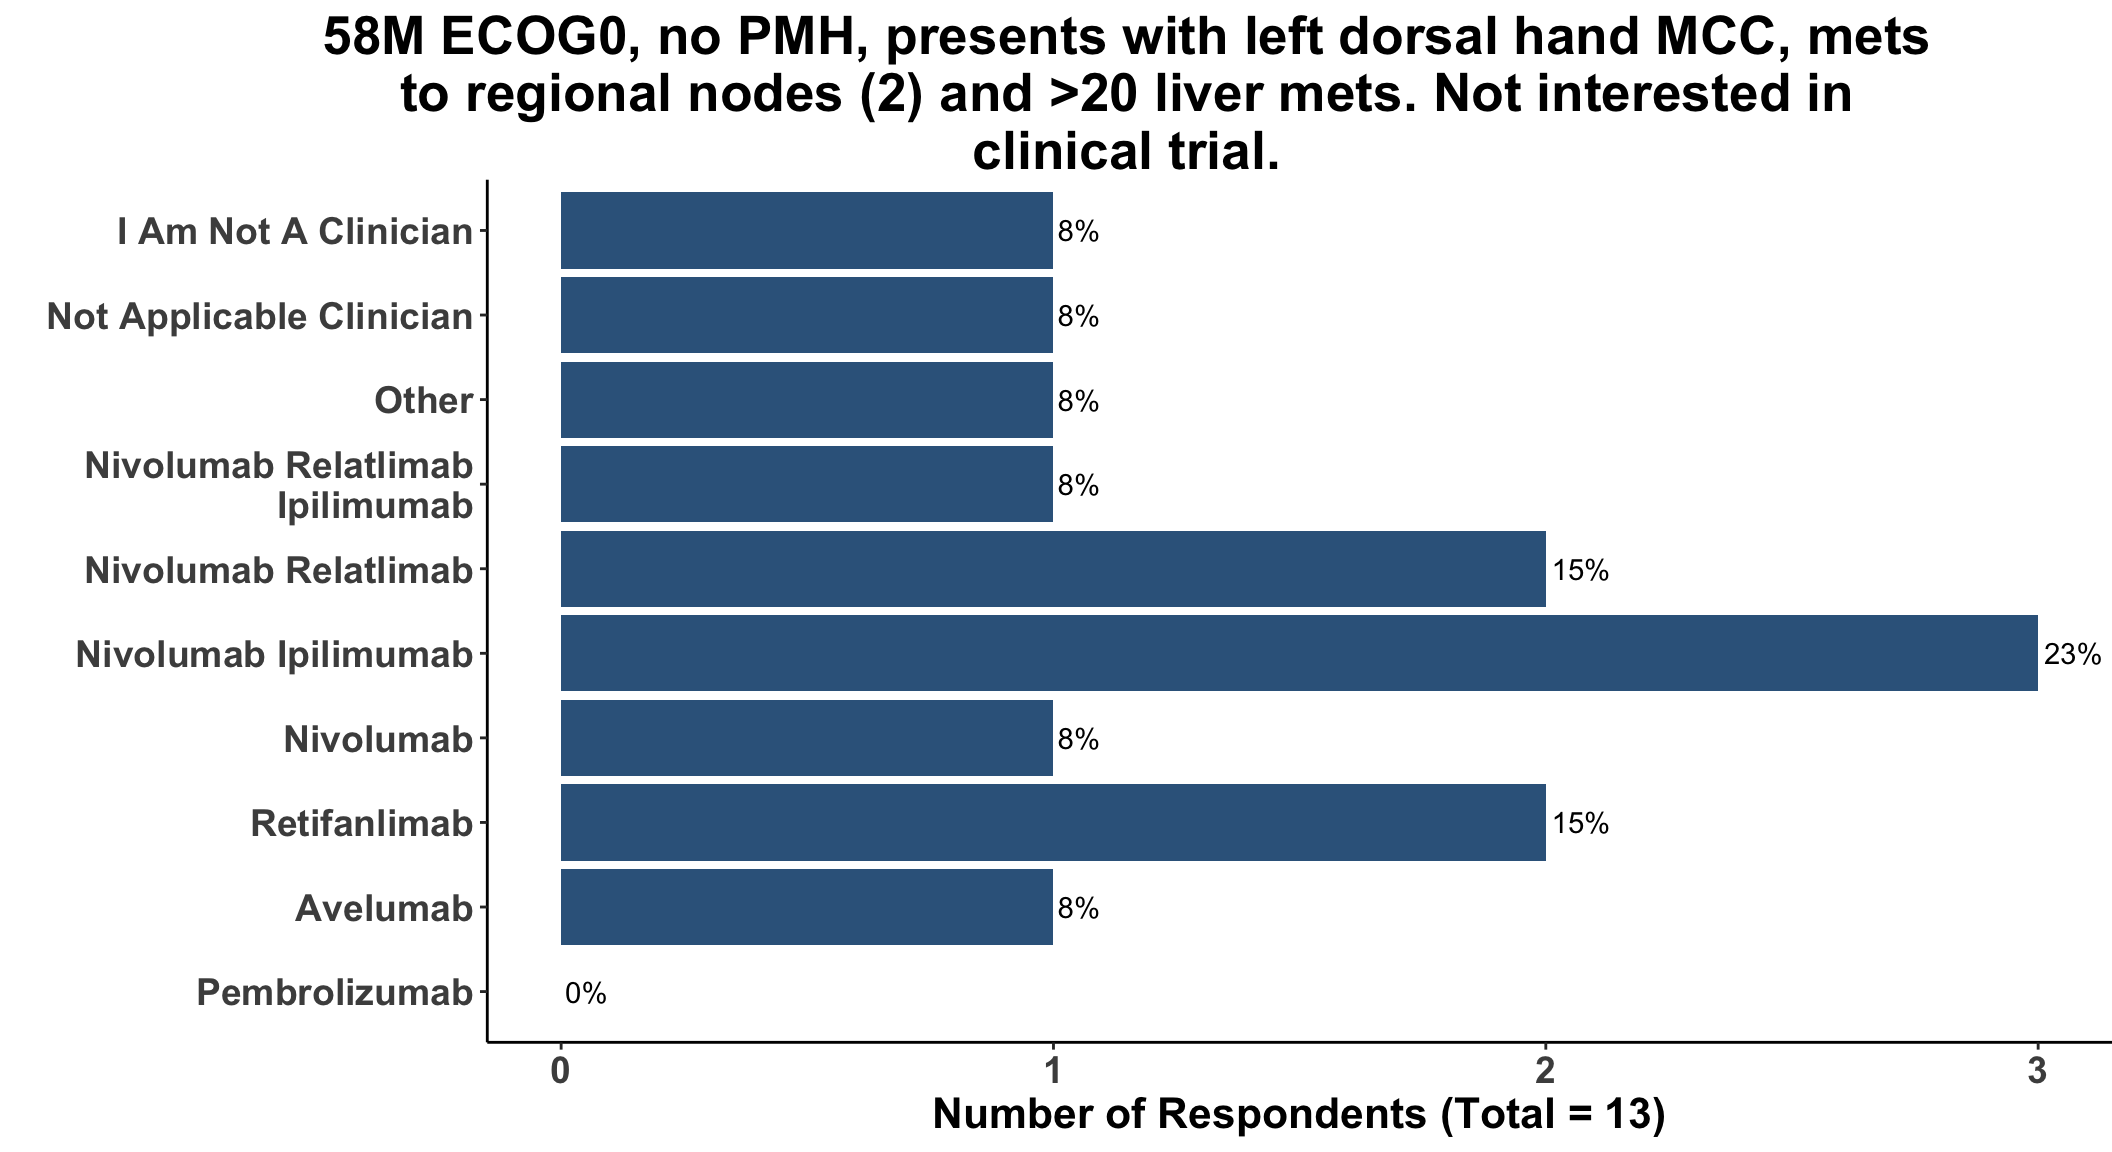 58M ECOG0, no PMH, presents with left dorsal hand MCC, mets
to regional nodes (2) and >20 liver mets. Not interested in
clinical trial.
I Am Not A Clinician
8%
Not Applicable Clinician
8%
Other
8%
Nivolumab Relatlimab
Ipilimumab
8%
Nivolumab Relatlimab
15%
Nivolumab Ipilimumab
23%
Nivolumab
8%
Retifanlimab
15%
Avelumab
8%
Pembrolizumab
0%
0 1 2 3
Number of Respondents (Total = 13)